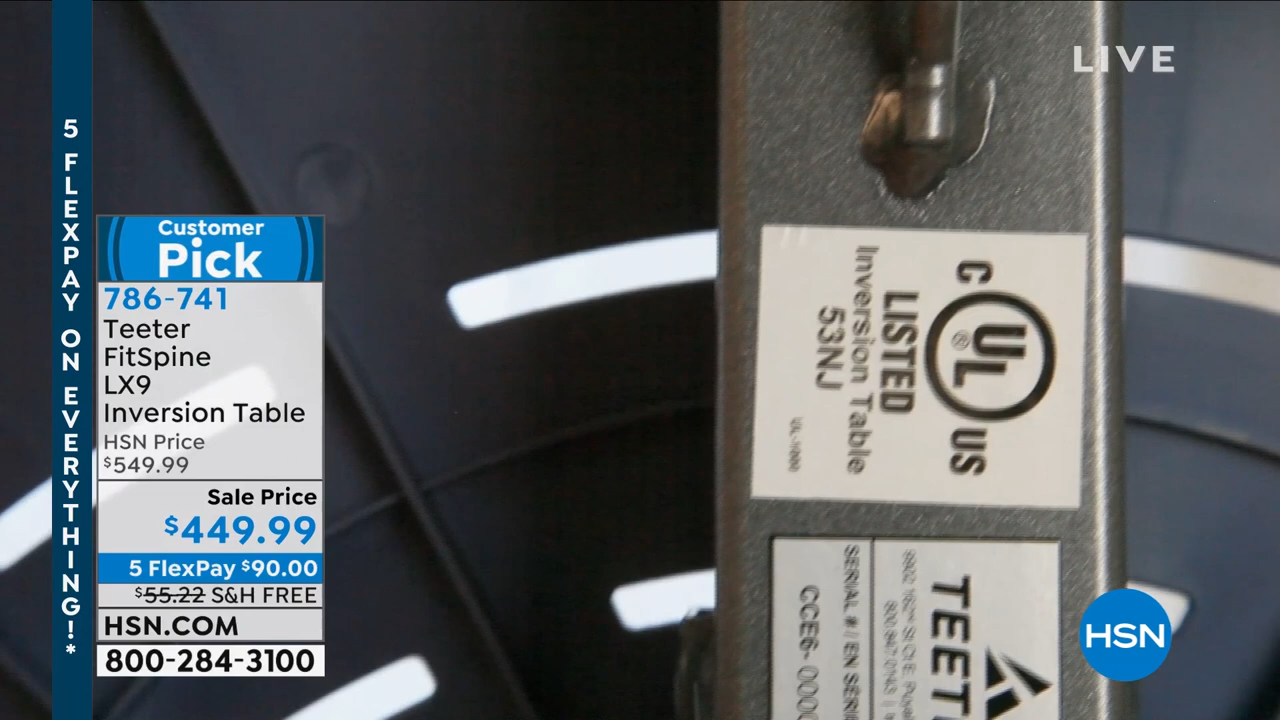 LIVE
5 FLEXPAY ON EVERYTHING!*
Customer
Pick
786-741
Teeter
FitSpine
LX9
Inversion Table
HSN Price
$549.99
Sale Price
$449.99
5 FlexPay $90.00
$55.22 S&H FREE
HSN.COM
800-284-3100
C UL® US
LISTED
Inversion Table
53NJ
TEET
SERIAL # / EN SÉRI
CCE6-000
HSN